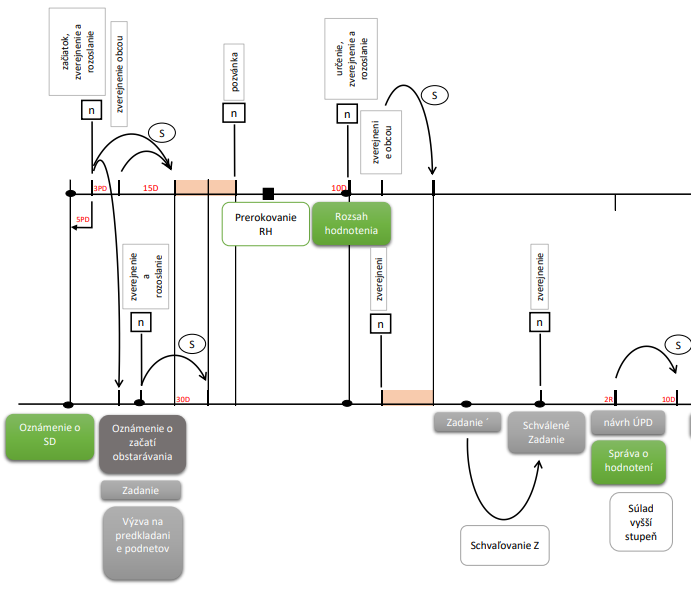 začiatok,
zverejnenie a
rozoslanie
zverejnenie obcou
pozvánka
určenie,
zverejnenie a
rozoslanie
zverejneni
e obcou
n
n
n
S
S
3PD
15D
10D
5PD
Prerokovanie
RH
Rozsah
hodnotenia
zverejnenie
a
rozoslanie
zverejneni
zverejnenie
n
n
n
S
S
30D
2R
10D
Oznámenie o
SD
Oznámenie o
začatí
obstarávania
Zadanie
Výzva na
predkladani
e podnetov
Zadanie ´
Schválené
Zadanie
návrh ÚPD
Správa o
hodnotení
Súlad
vyšší
stupeň
Schvaľovanie Z